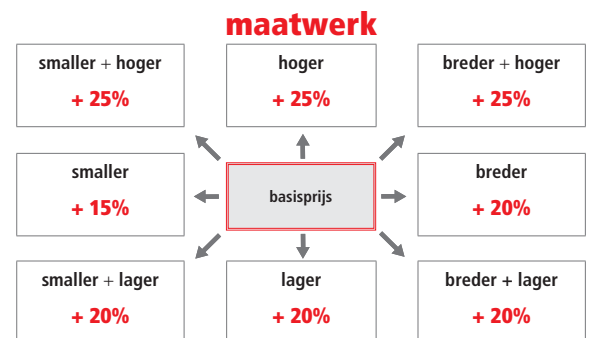 maatwerk
smaller + hoger
+ 25%
hoger
+ 25%
breder + hoger
+ 25%
smaller
+ 15%
basisprijs
breder
+ 20%
smaller + lager
+ 20%
lager
+ 20%
breder + lager
+ 20%